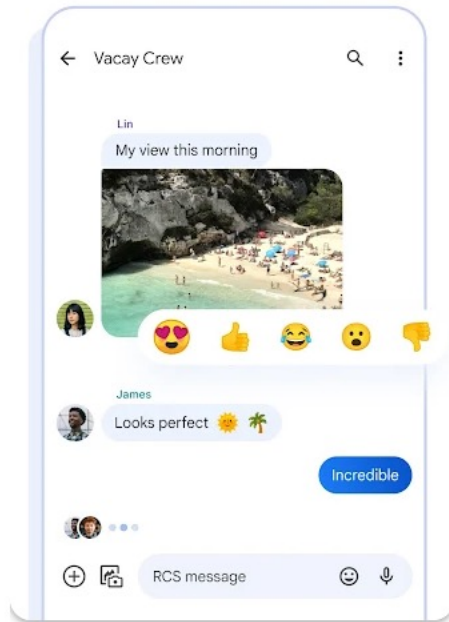 Vacay Crew
Lin
My view this morning
James
Looks perfect 🌞 🌴
Incredible
RCS message